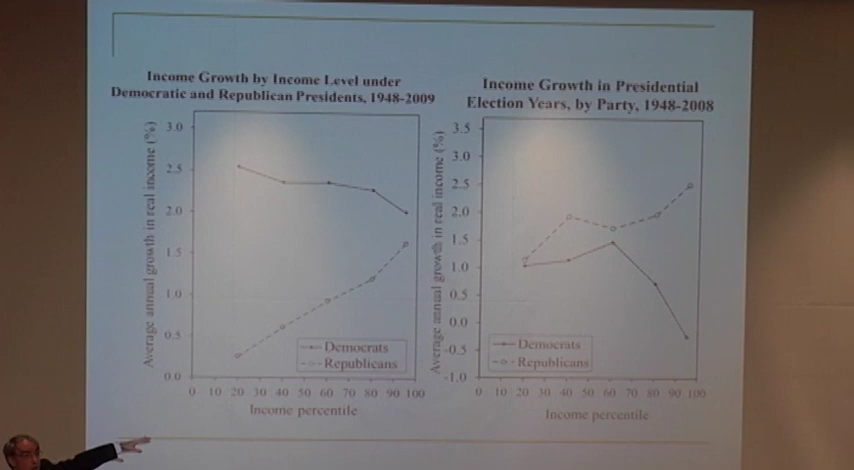 Income Growth by Income Level under
Democratic and Republican Presidents, 1948-2009
Average annual growth in real income (%)
3.0
2.5
2.0
1.5
1.0
0.5
0.0
0 10 20 30 40 50 60 70 80 90 100
Income percentile
Democrats
Republicans
Income Growth in Presidential
Election Years, by Party, 1948-2008
Average annual growth in real income (%)
3.5
3.0
2.5
2.0
1.5
1.0
0.5
0.0
-0.5
-1.0
0 10 20 30 40 50 60 70 80 90 100
Income percentile
Democrats
Republicans